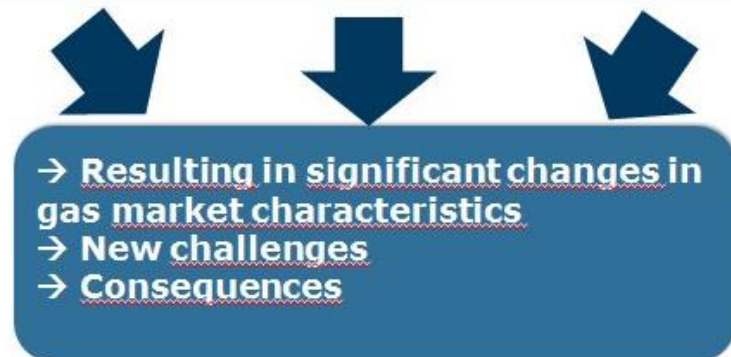 → Resulting in significant changes in
gas market characteristics
→ New challenges
→ Consequences